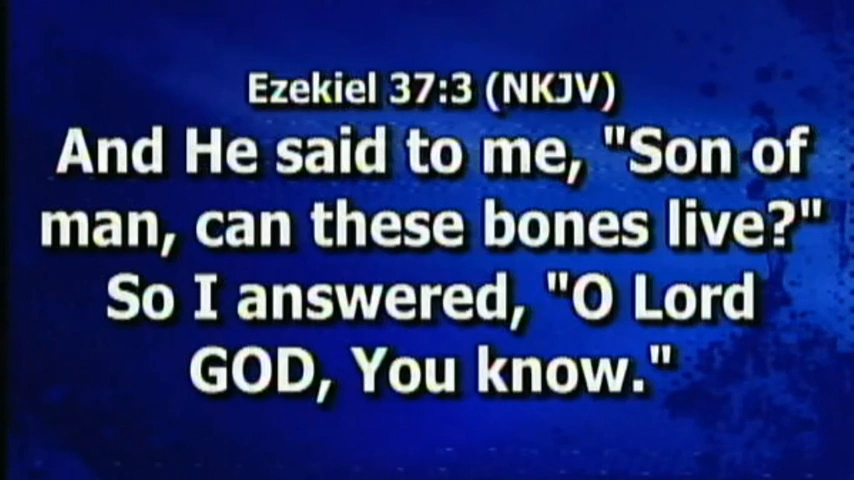 Ezekiel 37:3 (NKJV)
And He said to me, "Son of
man, can these bones live?"
So I answered, "O Lord
GOD, You know."